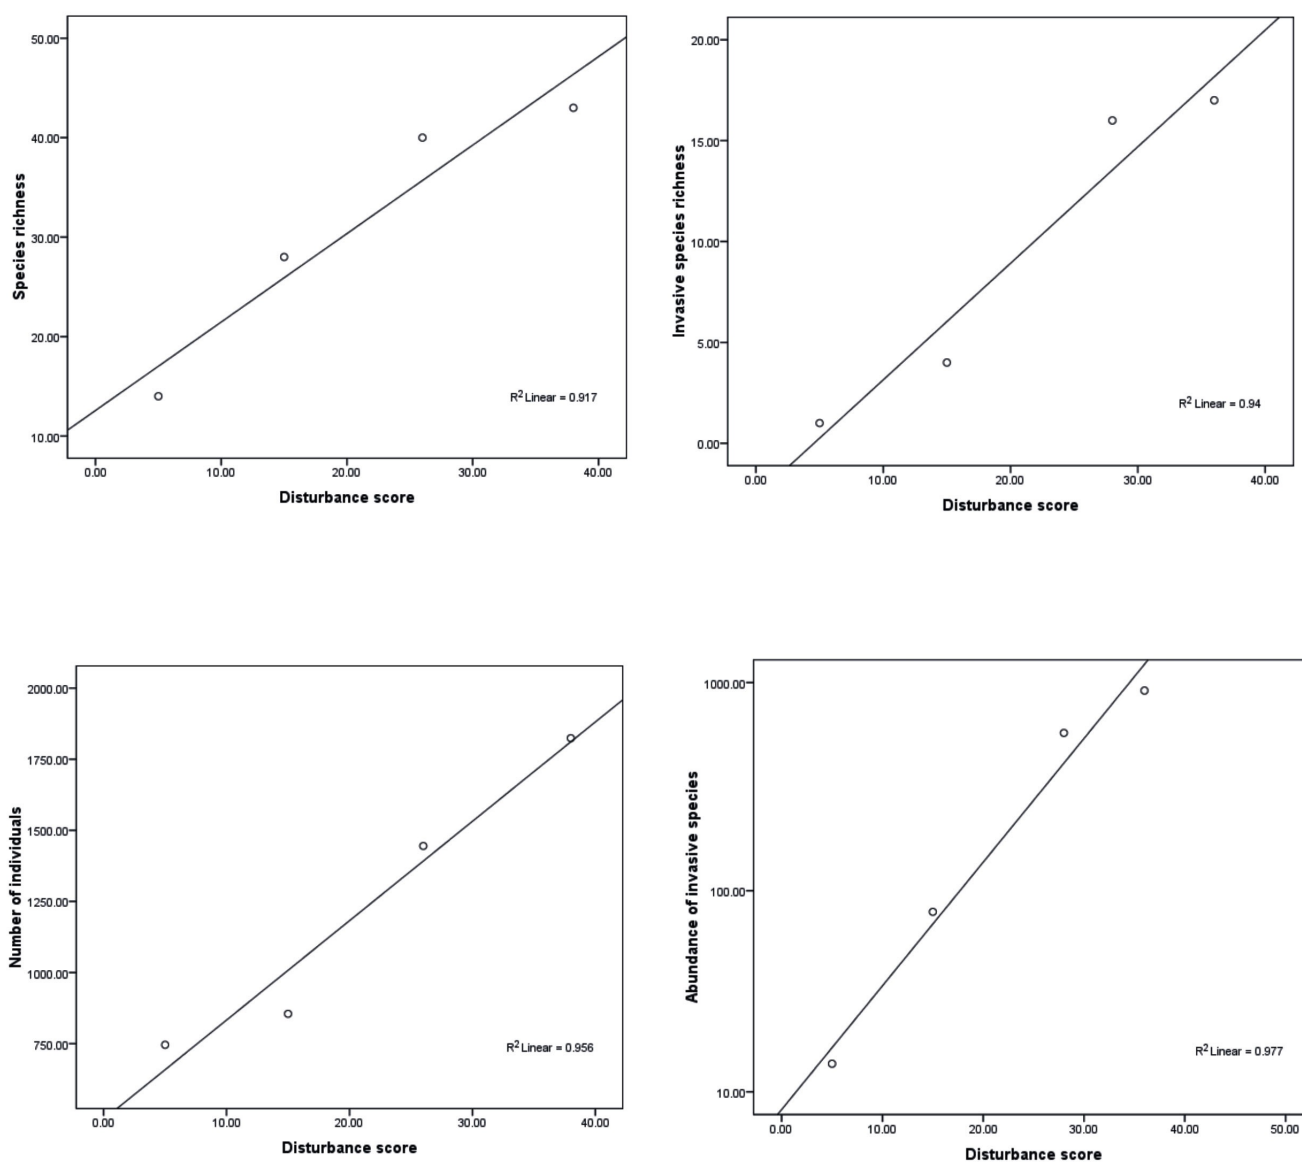 50.00
40.00
30.00
20.00
10.00
Species richness
0.00 10.00 20.00 30.00 40.00
Disturbance score
R² Linear = 0.917
20.00
15.00
10.00
5.00
0.00
Invasive species richness
0.00 10.00 20.00 30.00 40.00
Disturbance score
R² Linear = 0.94
2000.00
1750.00
1500.00
1250.00
1000.00
750.00
Number of individuals
0.00 10.00 20.00 30.00 40.00
Disturbance score
R² Linear = 0.956
1000.00
100.00
10.00
Abundance of invasive species
0.00 10.00 20.00 30.00 40.00 50.00
Disturbance score
R² Linear = 0.977